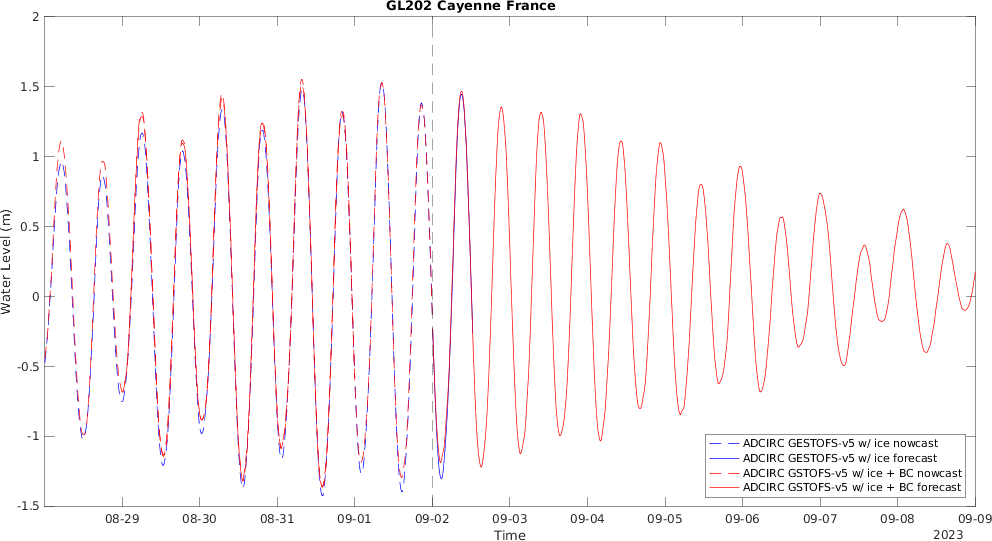 GL202 Cayenne France
2
1.5
1
0.5
0
-0.5
-1
-1.5
Water Level (m)
08-29 08-30 08-31 09-01 09-02 09-03 09-04 09-05 09-06 09-07 09-08 09-09
Time
2023
ADCIRC GESTOFS-v5 w/ ice nowcast
ADCIRC GESTOFS-v5 w/ ice forecast
ADCIRC GSTOFS-v5 w/ ice + BC nowcast
ADCIRC GSTOFS-v5 w/ ice + BC forecast